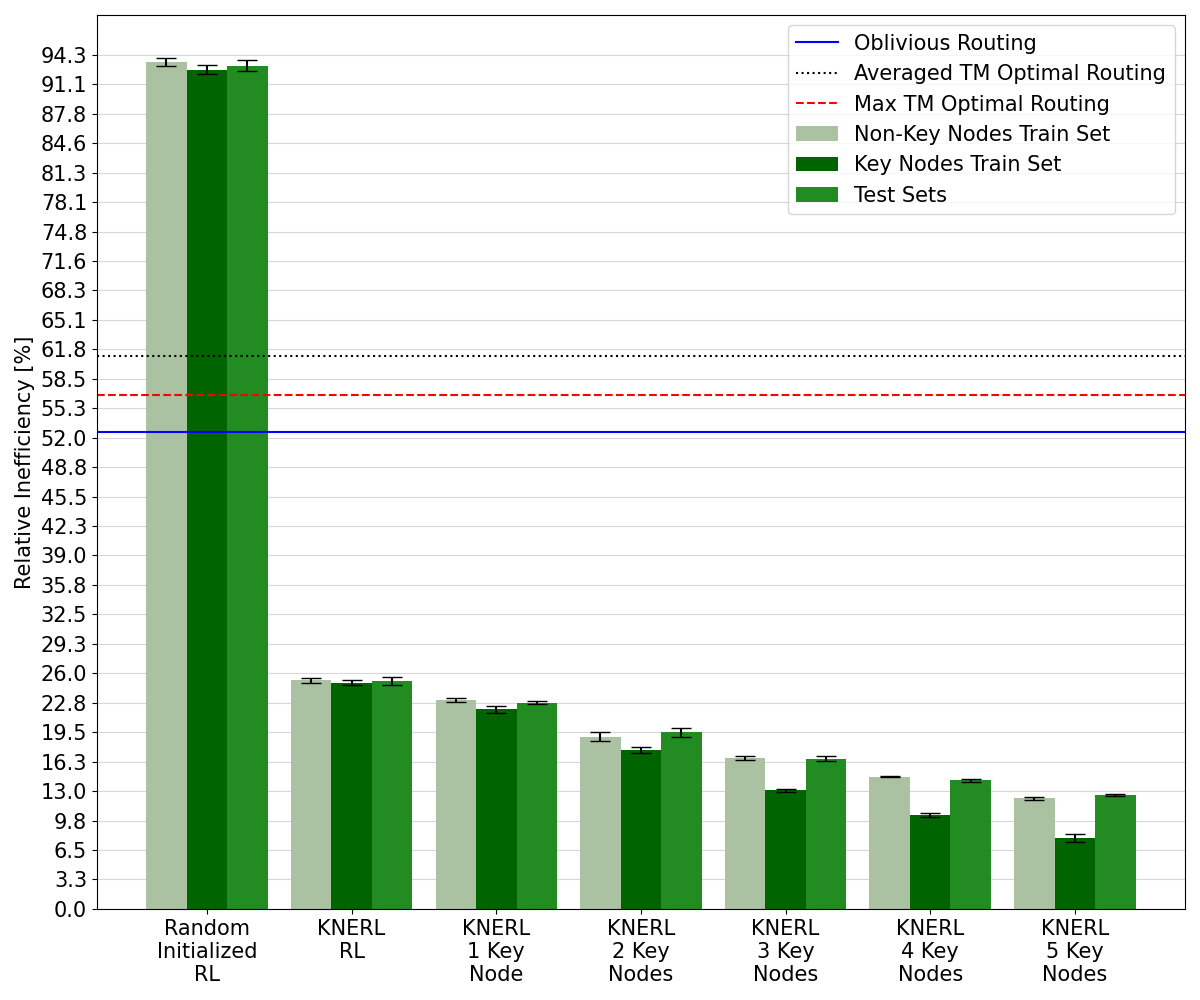 Relative Inefficiency [%]
94.3
91.1
87.8
84.6
81.3
78.1
74.8
71.6
68.3
65.1
61.8
58.5
55.3
52.0
48.8
45.5
42.3
39.0
35.8
32.5
29.3
26.0
22.8
19.5
16.3
13.0
9.8
6.5
3.3
0.0
Oblivious Routing
Averaged TM Optimal Routing
Max TM Optimal Routing
Non-Key Nodes Train Set
Key Nodes Train Set
Test Sets
Random
Initialized
RL
KNERL
RL
KNERL
1 Key
Node
KNERL
2 Key
Nodes
KNERL
3 Key
Nodes
KNERL
4 Key
Nodes
KNERL
5 Key
Nodes